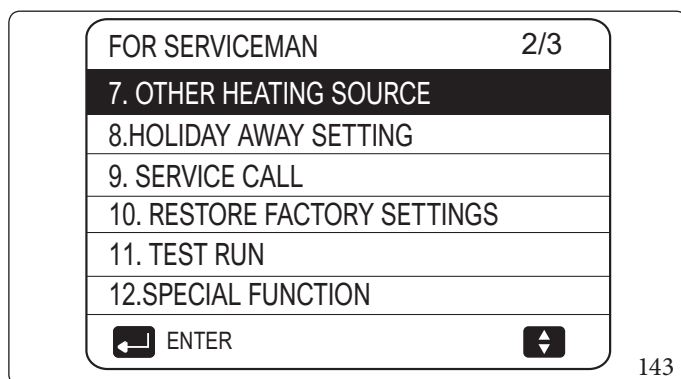 FOR SERVICEMAN 2/3
7. OTHER HEATING SOURCE
8.HOLIDAY AWAY SETTING
9. SERVICE CALL
10. RESTORE FACTORY SETTINGS
11. TEST RUN
12.SPECIAL FUNCTION
ENTER
143